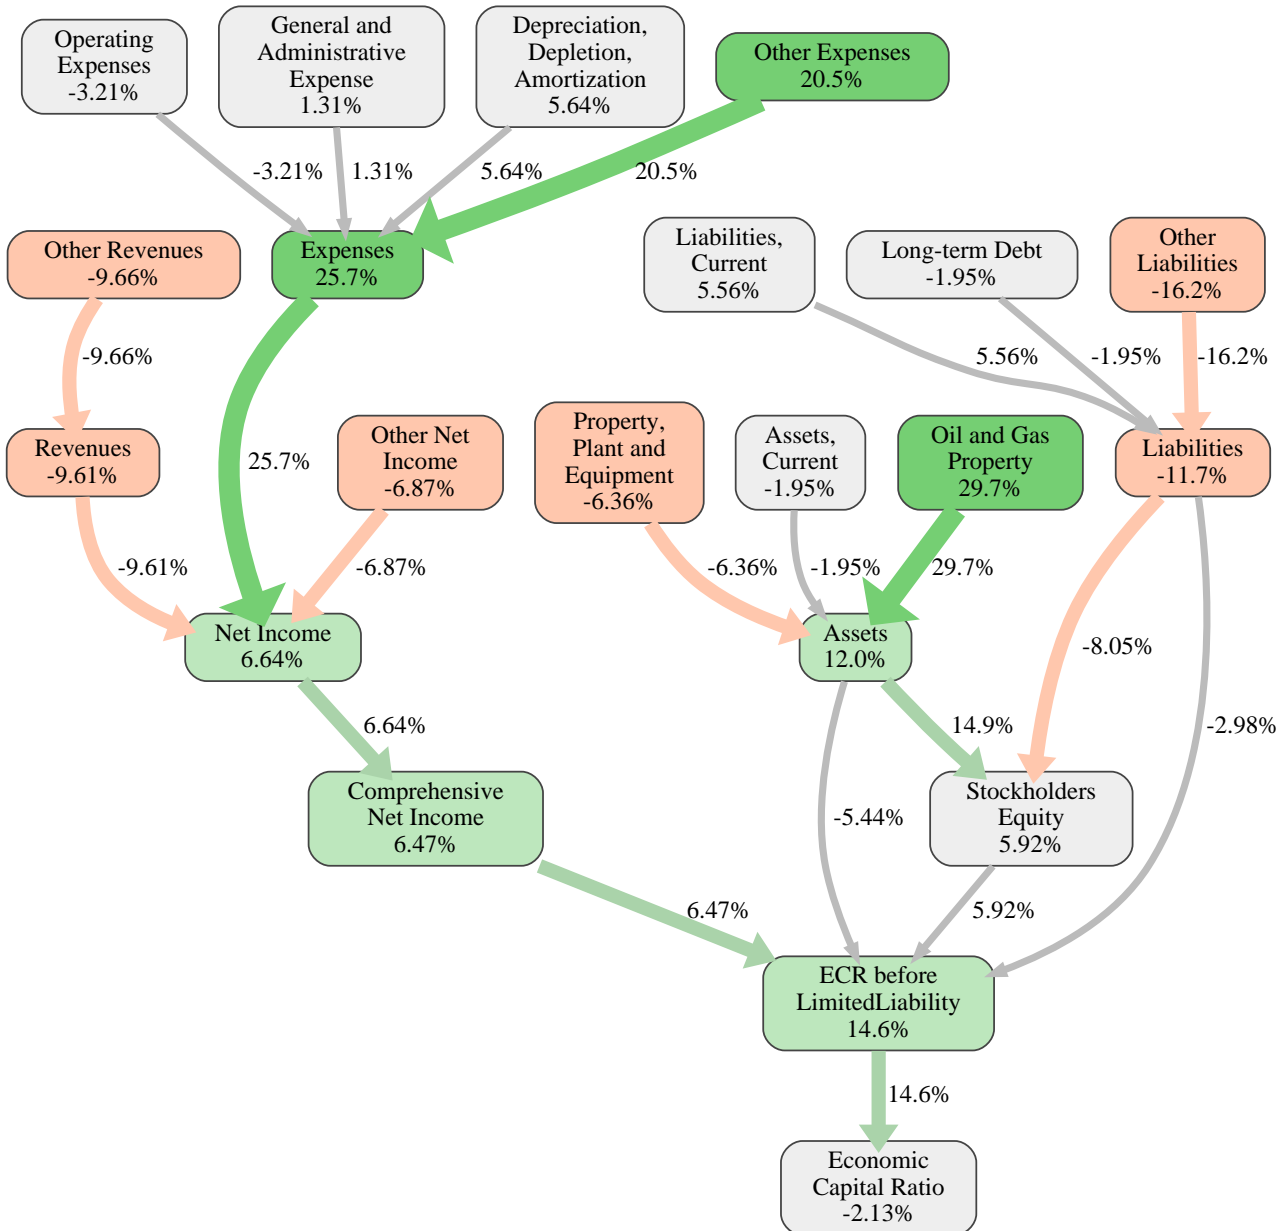 Operating
Expenses
-3.21%
General and
Administrative
Expense
1.31%
Depreciation,
Depletion,
Amortization
5.64%
Other Expenses
20.5%
-3.21%
1.31%
5.64%
20.5%
Other Revenues
-9.66%
Expenses
25.7%
Liabilities,
Current
5.56%
Long-term Debt
-1.95%
Other
Liabilities
-16.2%
-9.66%
5.56%
-1.95%
-16.2%
Revenues
-9.61%
25.7%
Other Net
Income
-6.87%
Property,
Plant and
Equipment
-6.36%
Assets,
Current
-1.95%
Oil and Gas
Property
29.7%
Liabilities
-11.7%
-9.61%
-6.87%
-6.36%
-1.95%
29.7%
Net Income
6.64%
Assets
12.0%
-8.05%
6.64%
14.9%
-2.98%
Comprehensive
Net Income
6.47%
-5.44%
Stockholders
Equity
5.92%
6.47%
5.92%
ECR before
LimitedLiability
14.6%
14.6%
Economic
Capital Ratio
-2.13%